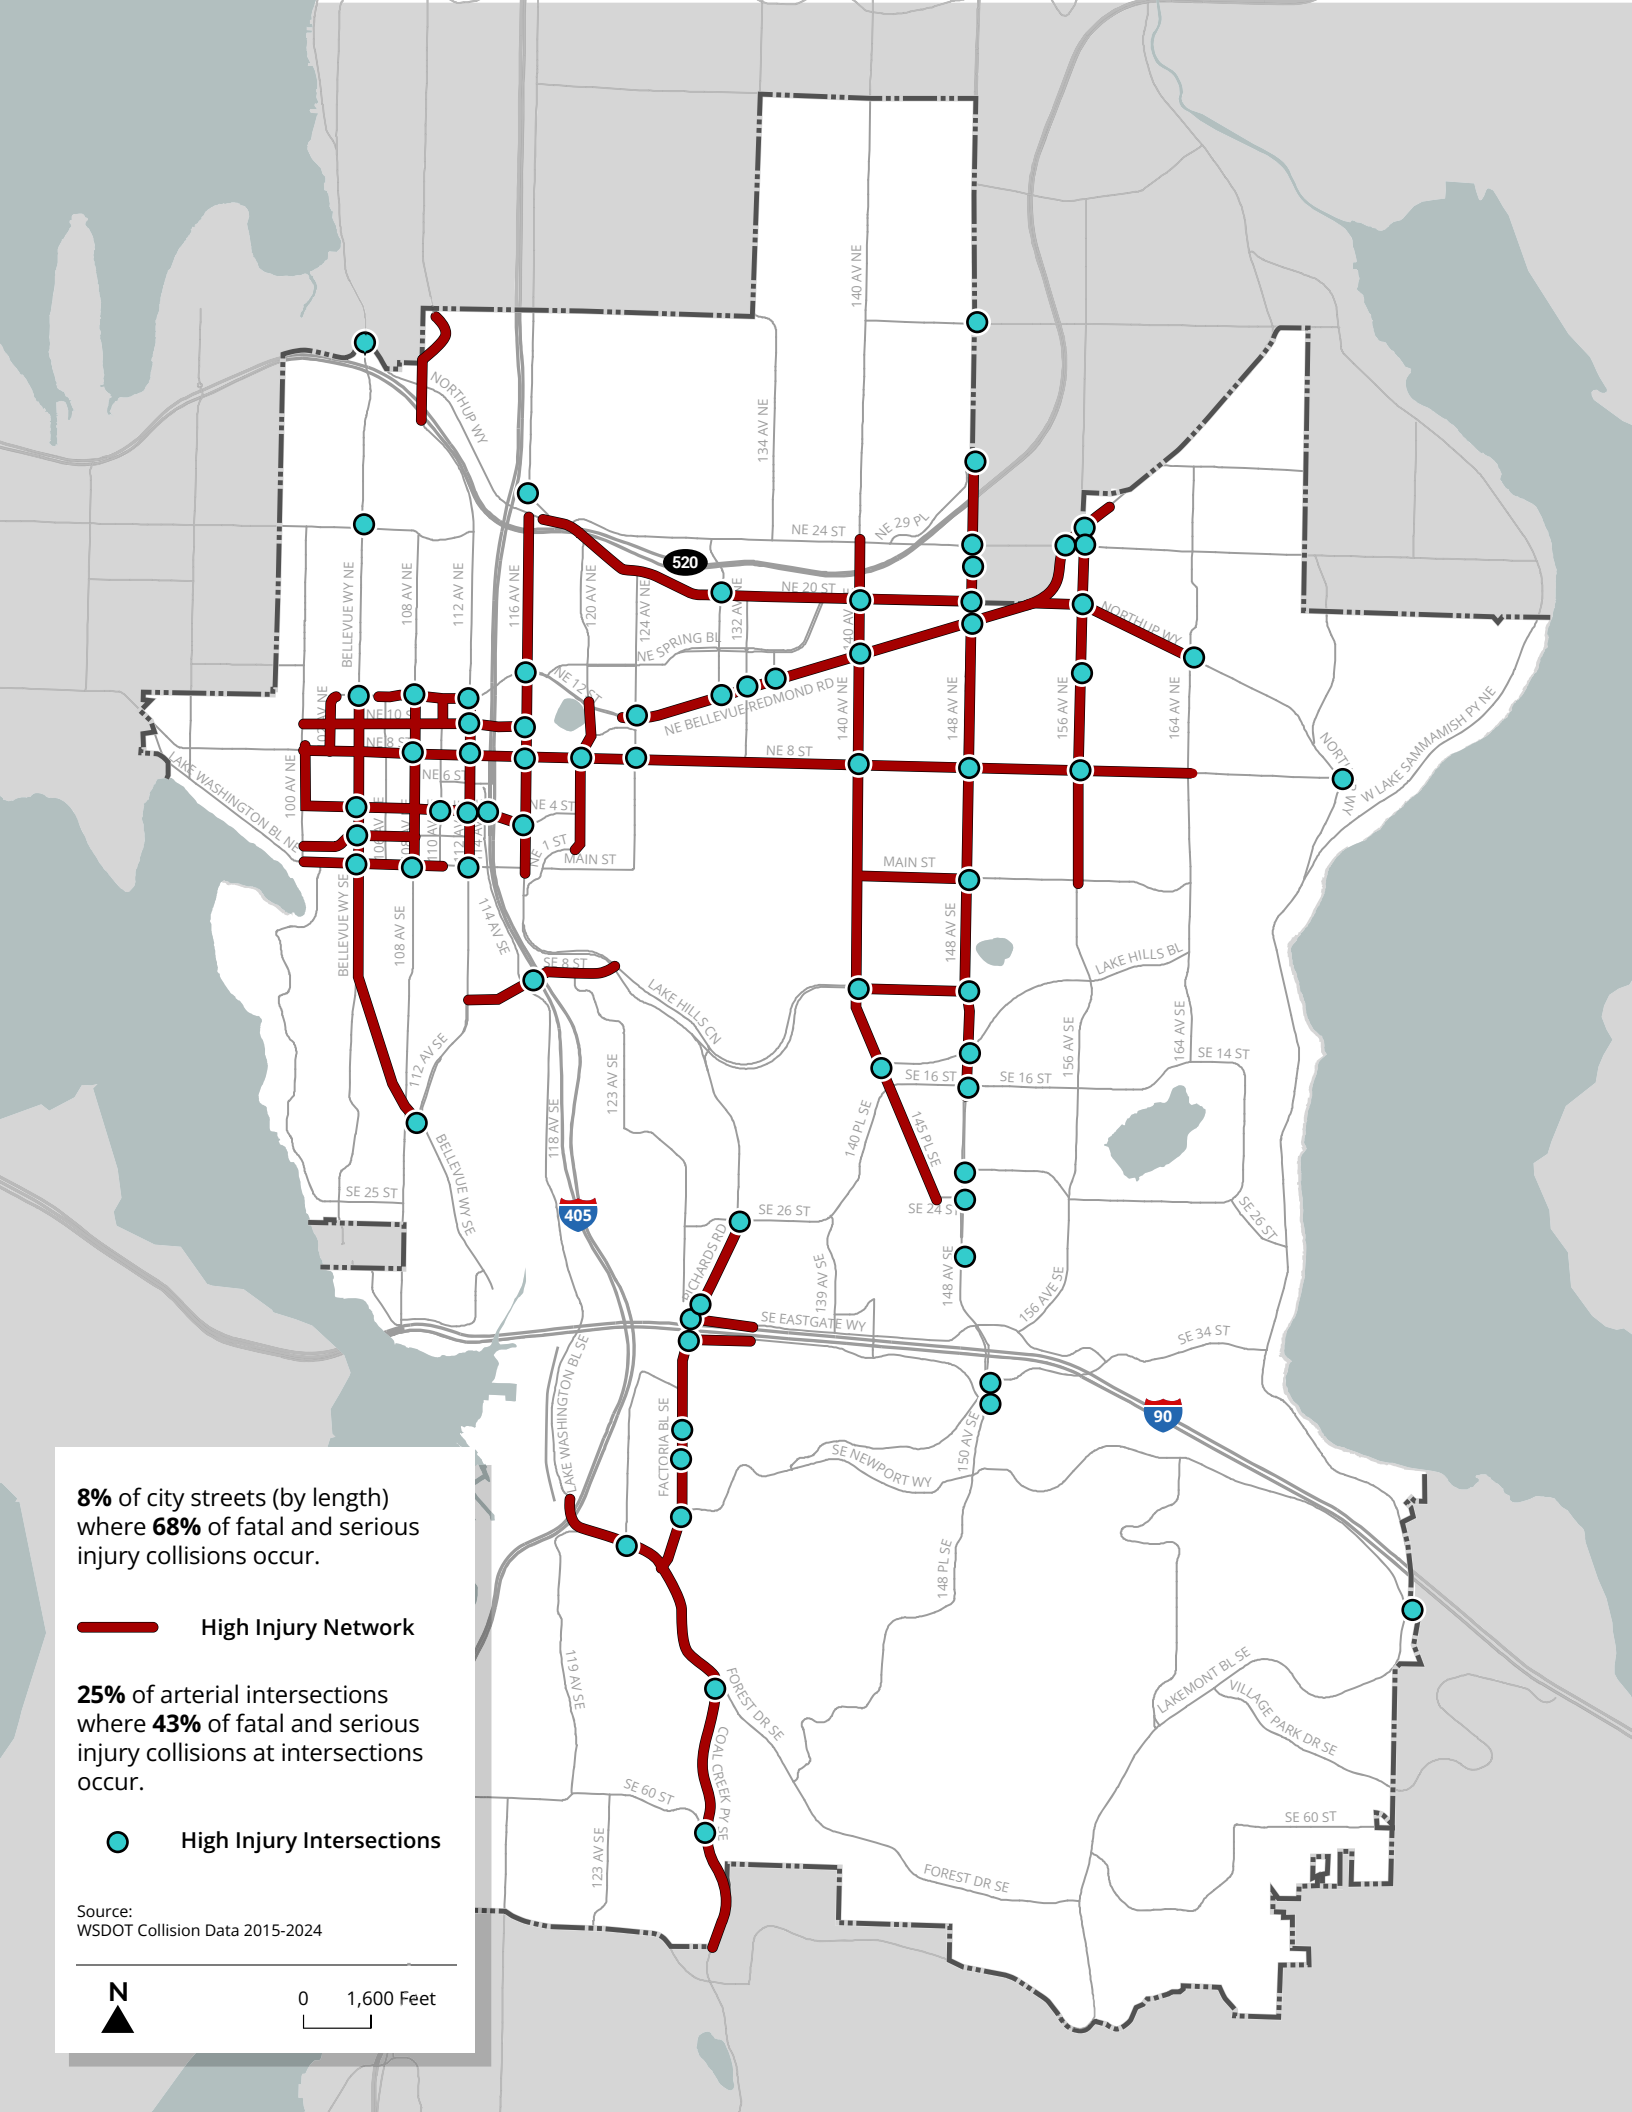 140 AV NE
NORTHUP WY
134 AV NE
NE 24 ST
NE 29 PL
520
BELLEVUE WY NE
108 AV NE
112 AV NE
116 AV NE
120 AV NE
124 AV NE
132 AV NE
NE 20 ST
140 AV
NORTHUP WY
NE SPRING BL
NE 12 ST
NE BELLEVUE-REDMOND RD
140 AV NE
148 AV NE
156 AV NE
164 AV NE
NE 10 S
NE 8 ST
NE 8 ST
NE 6 ST
NE 4 ST
NE 1 ST
MAIN ST
MAIN ST
100 AV NE
LAKE WASHINGTON BL NE
NORTH
WY
W LAKE SAMMAMISH PY NE
BELLEVUE WY SE
108 AV SE
114 AV SE
148 AV SE
SE 8 ST
LAKE HILLS CN
LAKE HILLS BL
112 AV SE
123 AV SE
118 AV SE
156 AV SE
164 AV SE
SE 14 ST
SE 16 ST
SE 16 ST
140 PL SE
145 PL SE
BELLEVUE WY SE
SE 25 ST
405
SE 26 ST
SE 24 S
SE 26 ST
RICHARDS RD
139 AV SE
148 AV SE
156 AVE SE
SE EASTGATE WY
SE 34 ST
LAKE WASHINGTON BL SE
FACTORIA BL SE
90
150 AV SE
SE NEWPORT WY
148 PL SE
119 AV SE
FOREST DR SE
COAL CREEK PY SE
LAKEMONT BL SE
VILLAGE PARK DR SE
SE 60 ST
SE 60 ST
123 AV SE
FOREST DR SE
8% of city streets (by length)
where 68% of fatal and serious
injury collisions occur.
High Injury Network
25% of arterial intersections
where 43% of fatal and serious
injury collisions at intersections
occur.
High Injury Intersections
Source:
WSDOT Collision Data 2015-2024
N
0 1,600 Feet